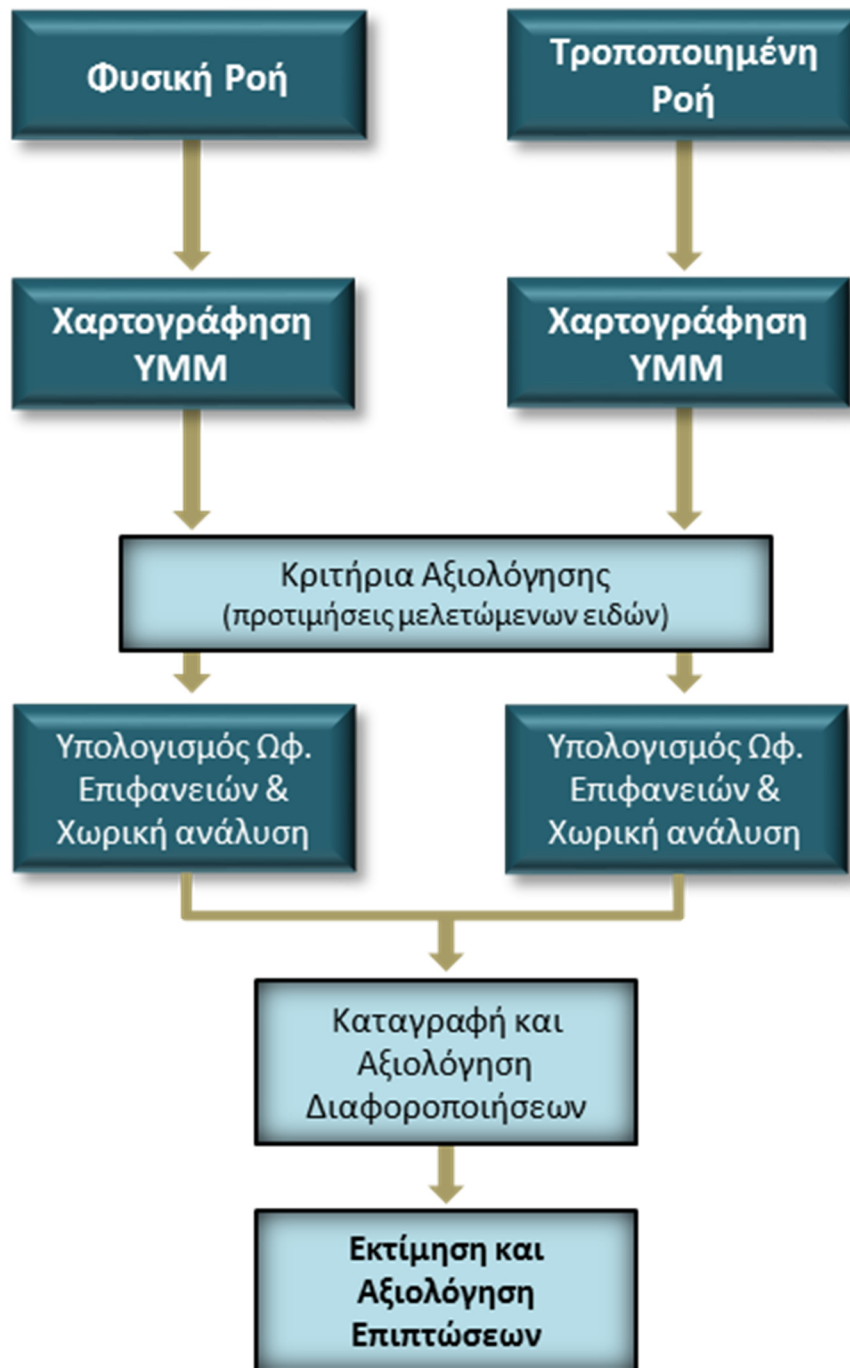 Φυσική Ροή
Τροποποιημένη
Ροή
Χαρτογράφηση
ΥΜΜ
Χαρτογράφηση
ΥΜΜ
Κριτήρια Αξιολόγησης
(προτιμήσεις μελετώμενων ειδών)
Υπολογισμός Ωφ.
Επιφανειών &
Χωρική ανάλυση
Υπολογισμός Ωφ.
Επιφανειών &
Χωρική ανάλυση
Καταγραφή και
Αξιολόγηση
Διαφοροποιήσεων
Εκτίμηση και
Αξιολόγηση
Επιπτώσεων